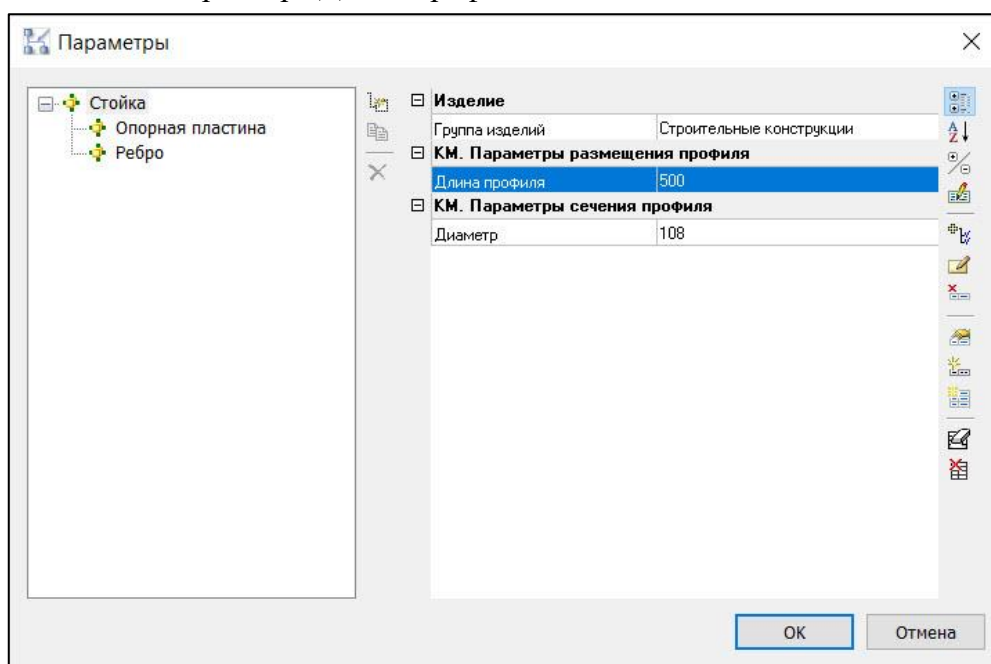 Параметры
Стойка
Опорная пластина
Ребро
Изделие
Группа изделий Строительные конструкции
КМ. Параметры размещения профиля
Длина профиля 500
КМ. Параметры сечения профиля
Диаметр 108
ОК Отмена